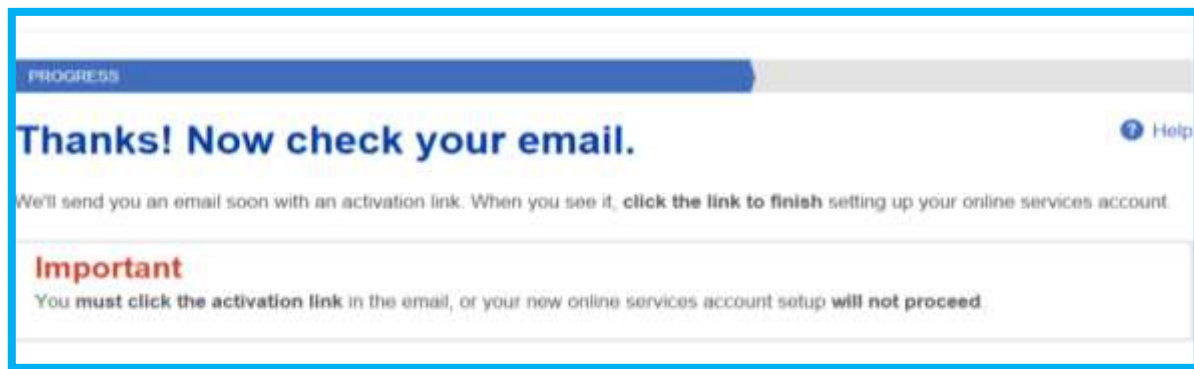 PROGRESS
Thanks! Now check your email.
Help
We'll send you an email soon with an activation link. When you see it, click the link to finish setting up your online services account.
Important
You must click the activation link in the email, or your new online services account setup will not proceed.